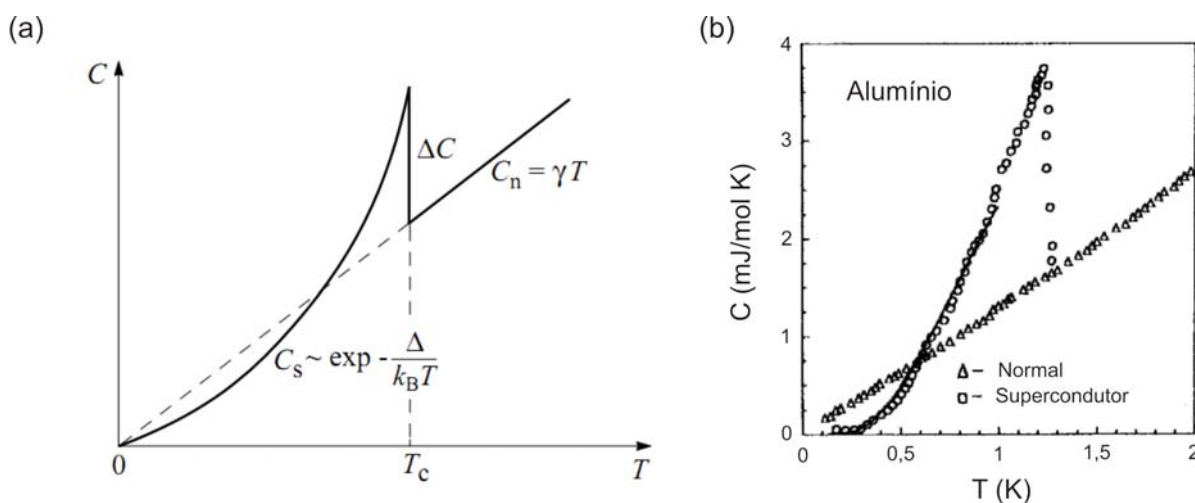 (a)
C
ΔC
C_n = γT
C_s ~ exp - Δ/k_BT
0
T_c
T
(b)
4
Alumínio
3
C (mJ/mol K)
2
1
Δ – Normal
o – Supercondutor
0
0 0,5 1 1,5 2
T (K)